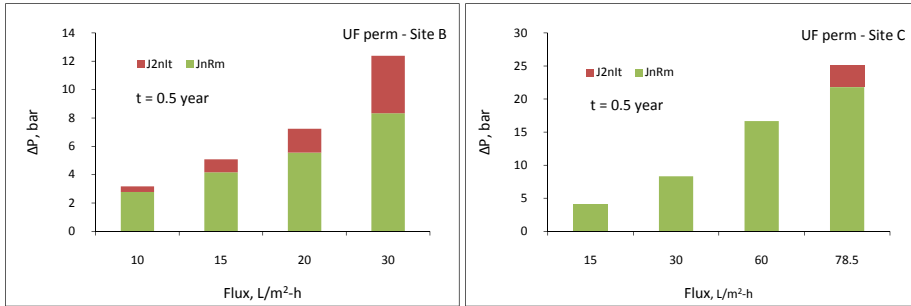 UF perm - Site B
J2nIt JnRm
t = 0.5 year
ΔP, bar
14
12
10
8
6
4
2
0
10 15 20 30
Flux, L/m²-h
UF perm - Site C
J2nIt JnRm
t = 0.5 year
ΔP, bar
30
25
20
15
10
5
0
15 30 60 78.5
Flux, L/m²-h